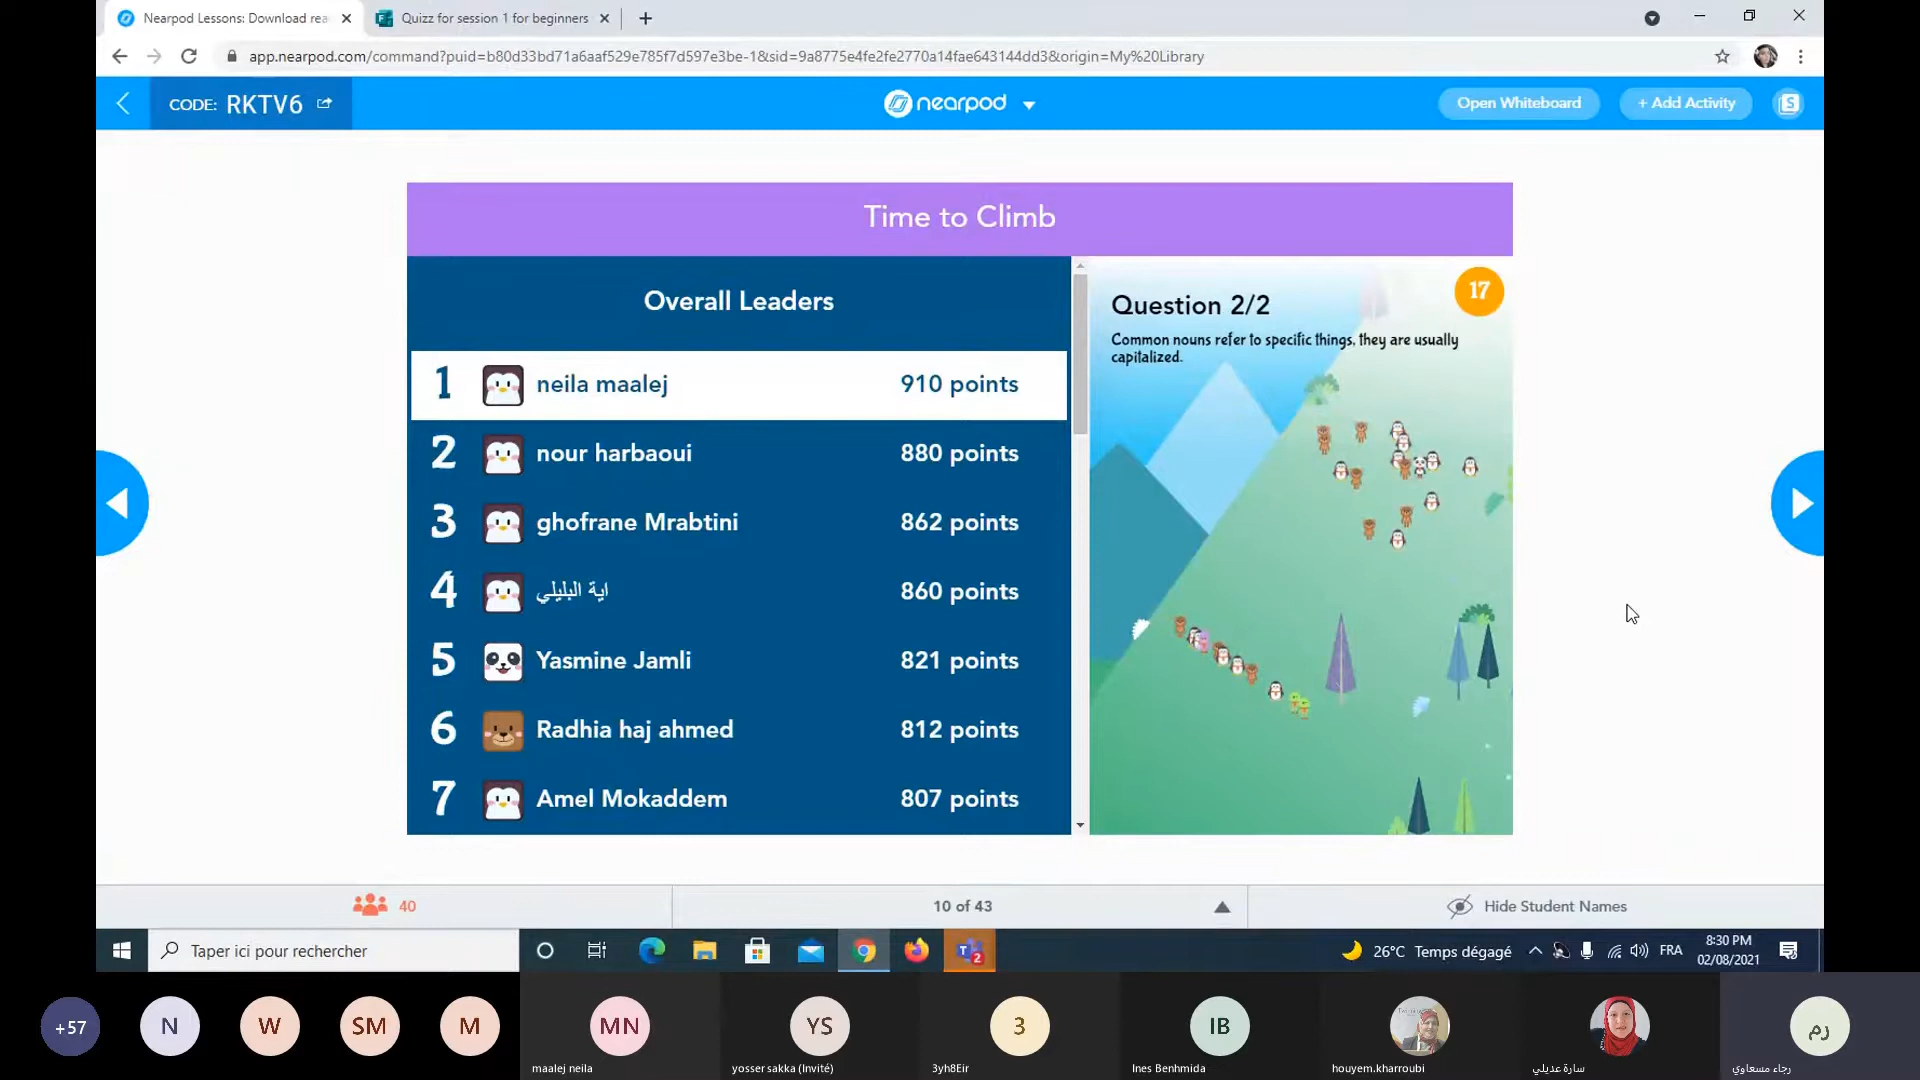 Nearpod Lessons: Download rea
Quizz for session 1 for beginners
app.nearpod.com/command?puid=b80d33bd71a6aaf529e785f7d597e3be-1&sid=9a8775e4fe2fe2770a14fae643144dd3&origin=My%20Library
CODE: RKTV6
nearpod
Open Whiteboard
+ Add Activity
S
Time to Climb
Overall Leaders
1 neila maalej 910 points
2 nour harbaoui 880 points
3 ghofrane Mrabtini 862 points
4 اية البليلي 860 points
5 Yasmine Jamli 821 points
6 Radhia haj ahmed 812 points
7 Amel Mokaddem 807 points
Question 2/2
17
Common nouns refer to specific things, they are usually
capitalized.
40
10 of 43
Hide Student Names
Taper ici pour rechercher
2
26°C Temps dégagé
FRA
8:30 PM
02/08/2021
+57
N
W
SM
M
MN
YS
3
IB
رم
maalej neila
yosser sakka (Invité)
3yh8Eir
Ines Benhmida
houyem.kharroubi
سارة عديلي
رجاء مسعاوي